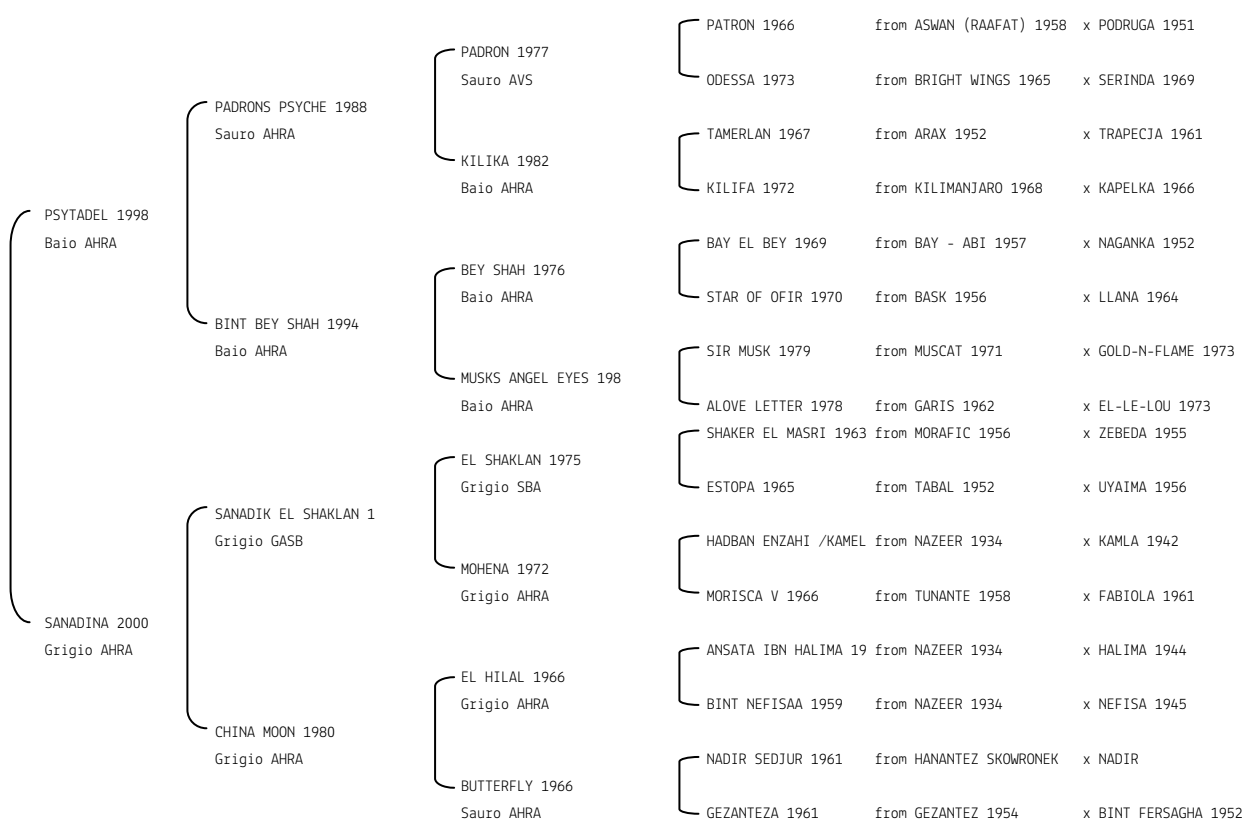 PATRON 1966 from ASWAN (RAAFAT) 1958 x PODRUGA 1951
PADRON 1977
Sauro AVS ODESSA 1973 from BRIGHT WINGS 1965 x SERINDA 1969
PADRONS PSYCHE 1988
Sauro AHRA TAMERLAN 1967 from ARAX 1952 x TRAPECJA 1961
KILIKA 1982
Baio AHRA KILIFA 1972 from KILIMANJARO 1968 x KAPELKA 1966
PSYTADEL 1998
Baio AHRA BAY EL BEY 1969 from BAY - ABI 1957 x NAGANKA 1952
BEY SHAH 1976
Baio AHRA STAR OF OFIR 1970 from BASK 1956 x LLANA 1964
BINT BEY SHAH 1994
Baio AHRA SIR MUSK 1979 from MUSCAT 1971 x GOLD-N-FLAME 1973
MUSKS ANGEL EYES 198
Baio AHRA ALOVE LETTER 1978 from GARIS 1962 x EL-LE-LOU 1973
SHAKER EL MASRI 1963 from MORAFIC 1956 x ZEBEDA 1955
EL SHAKLAN 1975
Grigio SBA ESTOPA 1965 from TABAL 1952 x UYAIMA 1956
SANADIK EL SHAKLAN 1
Grigio GASB HADBAN ENZAHI /KAMEL from NAZEER 1934 x KAMLA 1942
MOHENA 1972
Grigio AHRA MORISCA V 1966 from TUNANTE 1958 x FABIOLA 1961
SANADINA 2000
Grigio AHRA ANSATA IBN HALIMA 19 from NAZEER 1934 x HALIMA 1944
EL HILAL 1966
Grigio AHRA BINT NEFISAA 1959 from NAZEER 1934 x NEFISA 1945
CHINA MOON 1980
Grigio AHRA NADIR SEDJUR 1961 from HANANTEZ SKOWRONEK x NADIR
BUTTERFLY 1966
Sauro AHRA GEZANTEZA 1961 from GEZANTEZ 1954 x BINT FERSAGHA 1952